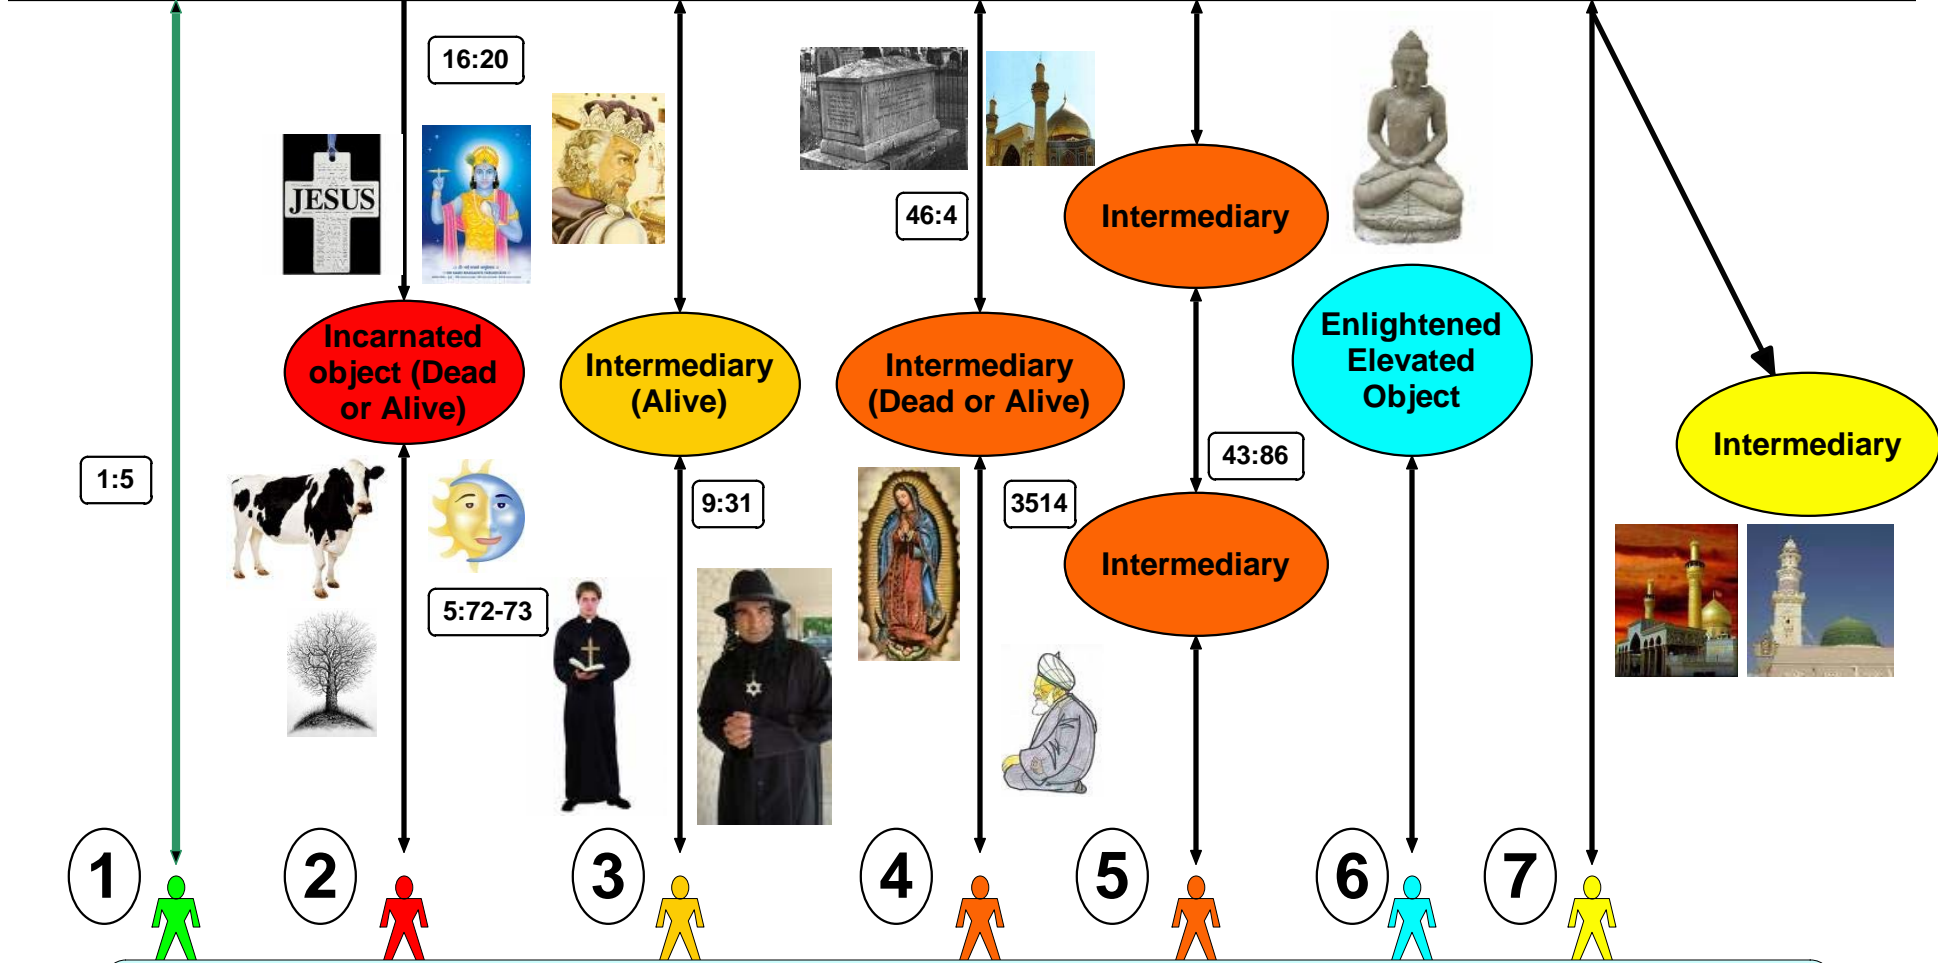 16:20
JESUS
46:4
Intermediary
Incarnated
object (Dead
or Alive)
Intermediary
(Alive)
Intermediary
(Dead or Alive)
Enlightened
Elevated
Object
Intermediary
1:5
9:31
3514
43:86
Intermediary
5:72-73
1
2
3
4
5
6
7